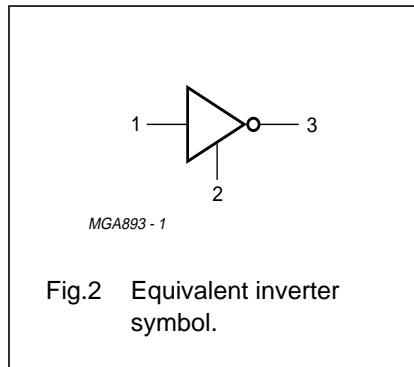 1
3
2
MGA893 - 1
Fig.2 Equivalent inverter
symbol.